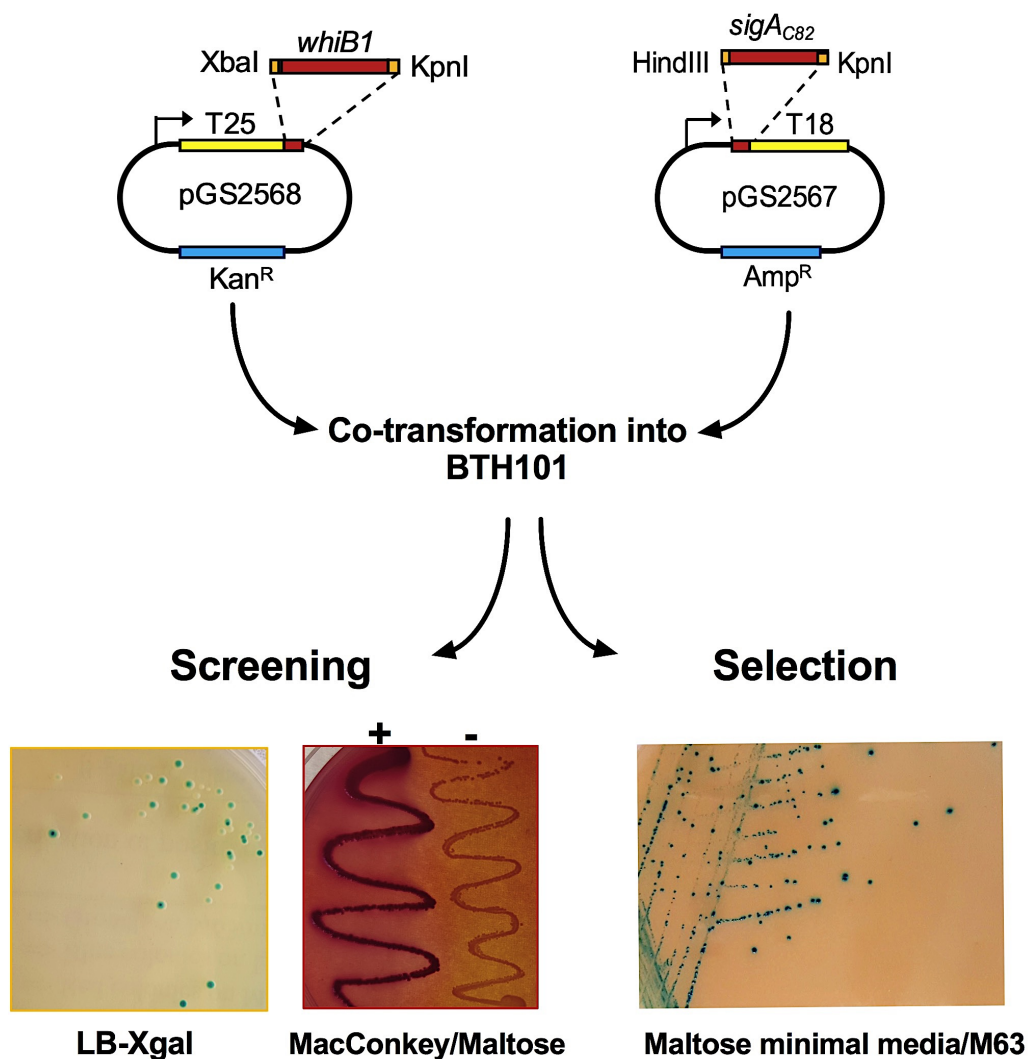 whiB1
XbaI
KpnI
T25
pGS2568
Kanᴿ
sigA_C82
HindIII
KpnI
T18
pGS2567
Ampᴿ
Co-transformation into
BTH101
Screening
Selection
+ -
LB-Xgal
MacConkey/Maltose
Maltose minimal media/M63